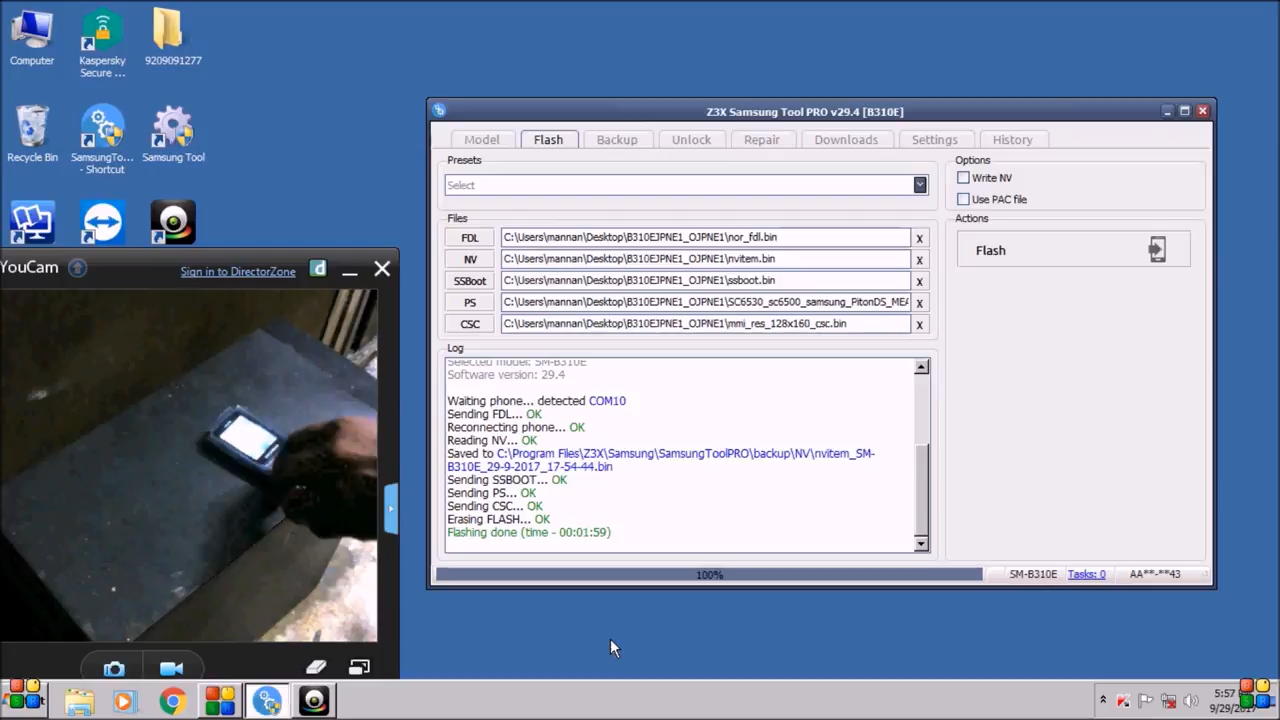 Computer
Kaspersky
Secure ...
9209091277
Recycle Bin
SamsungTo...
- Shortcut
Samsung Tool
YouCam
Sign in to DirectorZone
d
Z3X Samsung Tool PRO v29.4 [B310E]
Model
Flash
Backup
Unlock
Repair
Downloads
Settings
History
Presets
Select
Options
Write NV
Use PAC file
Files
FDL
C:\Users\mannan\Desktop\B310EJPNE1_OJPNE1\nor_fdl.bin
x
NV
C:\Users\mannan\Desktop\B310EJPNE1_OJPNE1\nvitem.bin
x
SSBoot
C:\Users\mannan\Desktop\B310EJPNE1_OJPNE1\ssboot.bin
x
PS
C:\Users\mannan\Desktop\B310EJPNE1_OJPNE1\SC6530_sc6500_samsung_PitonDS_MEA
x
CSC
C:\Users\mannan\Desktop\B310EJPNE1_OJPNE1\mmi_res_128x160_csc.bin
x
Actions
Flash
Log
Selected model: SM-B310E
Software version: 29.4
Waiting phone... detected COM10
Sending FDL... OK
Reconnecting phone... OK
Reading NV... OK
Saved to C:\Program Files\Z3X\Samsung\SamsungToolPRO\backup\NV\nvitem_SM-
B310E_29-9-2017_17-54-44.bin
Sending SSBOOT... OK
Sending PS... OK
Sending CSC... OK
Erasing FLASH... OK
Flashing done (time - 00:01:59)
100%
SM-B310E
Tasks: 0
AA**-**43
5:57
9/29/201